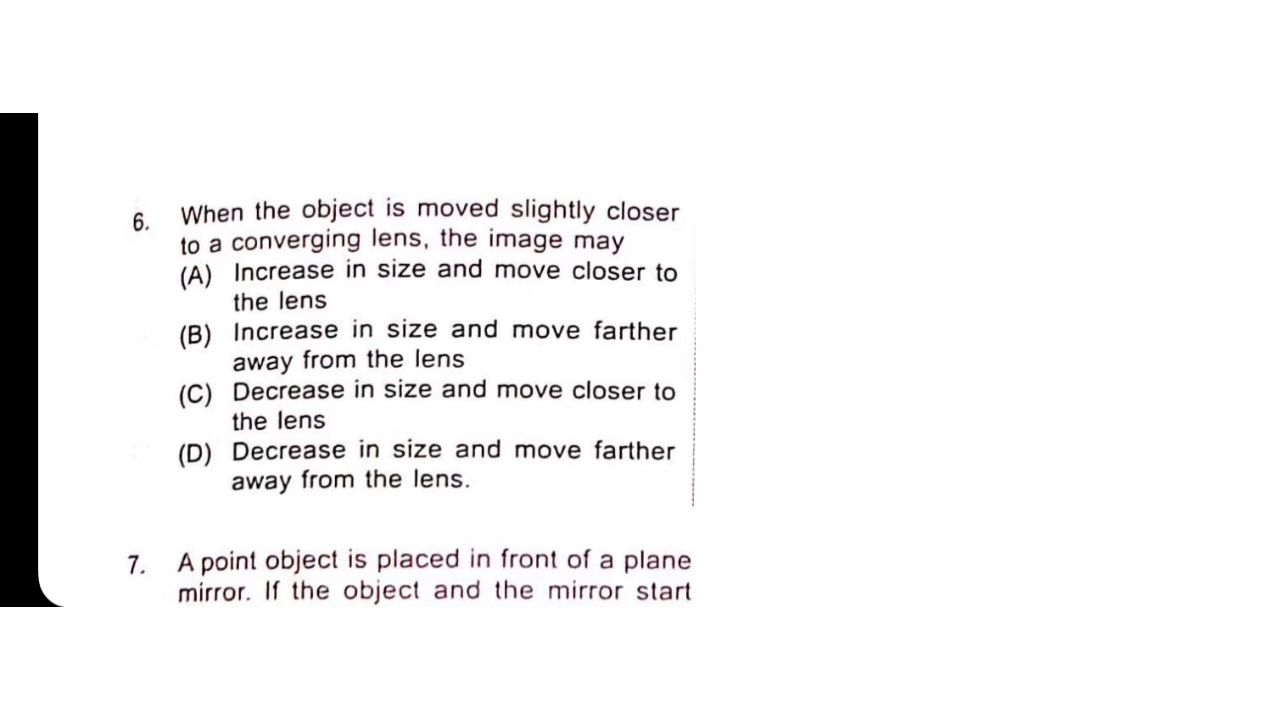 6. When the object is moved slightly closer
to a converging lens, the image may
(A) Increase in size and move closer to
the lens
(B) Increase in size and move farther
away from the lens
(C) Decrease in size and move closer to
the lens
(D) Decrease in size and move farther
away from the lens.
7. A point object is placed in front of a plane
mirror. If the object and the mirror start